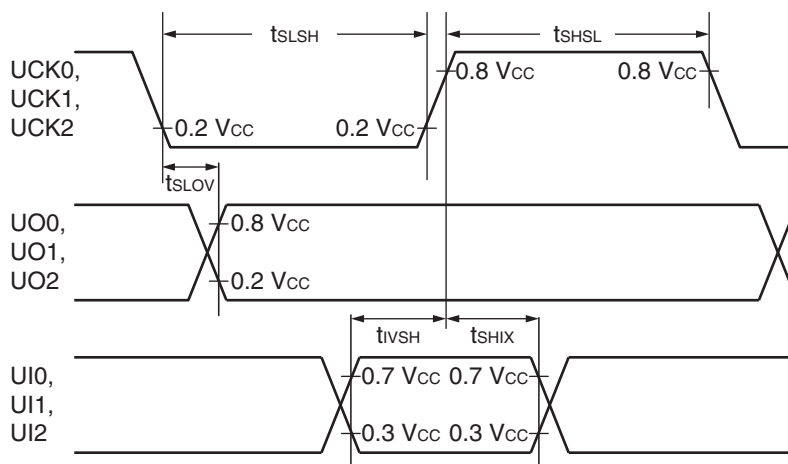 tSLSH tSHSL
UCK0,
UCK1,
UCK2
0.8 VCC 0.8 VCC
0.2 VCC 0.2 VCC
tSLOV
UO0,
UO1,
UO2
0.8 VCC
0.2 VCC
tIVSH tSHIX
UI0,
UI1,
UI2
0.7 VCC 0.7 VCC
0.3 VCC 0.3 VCC